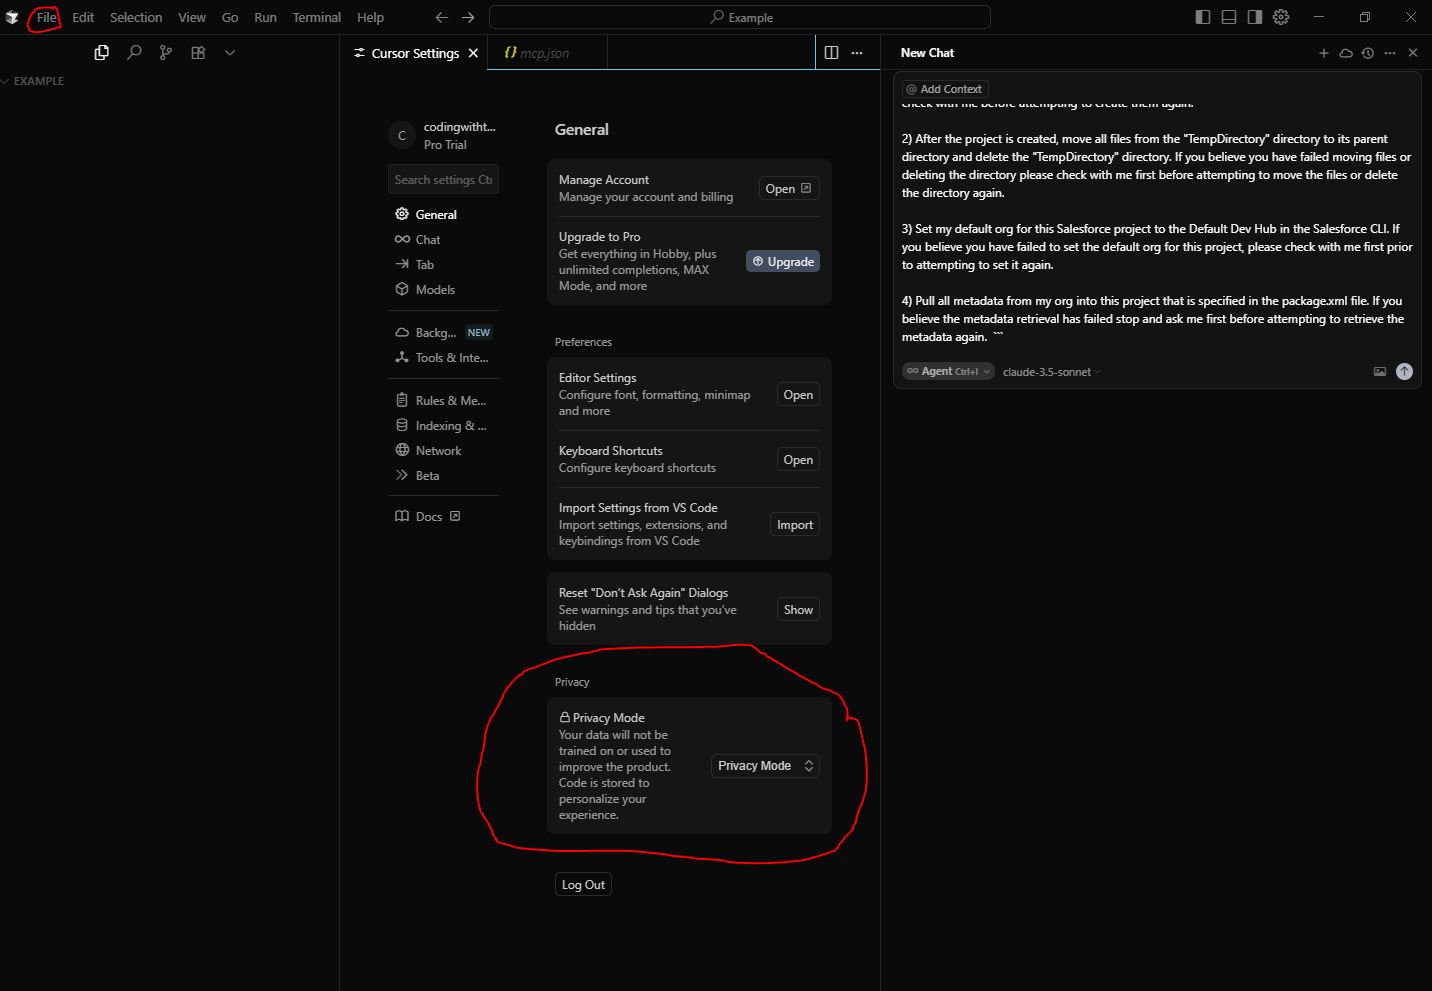 File Edit Selection View Go Run Terminal Help
Example
EXAMPLE
Cursor Settings
mcp.json
C
codingwitht...
Pro Trial
Search settings Ctr
General
Chat
Tab
Models
Backg... NEW
Tools & Inte...
Rules & Me...
Indexing & ...
Network
Beta
Docs
General
Manage Account
Manage your account and billing
Open
Upgrade to Pro
Get everything in Hobby, plus
unlimited completions, MAX
Mode, and more
Upgrade
Preferences
Editor Settings
Configure font, formatting, minimap
and more
Open
Keyboard Shortcuts
Configure keyboard shortcuts
Open
Import Settings from VS Code
Import settings, extensions, and
keybindings from VS Code
Import
Reset "Don't Ask Again" Dialogs
See warnings and tips that you've
hidden
Show
Privacy
Privacy Mode
Your data will not be
trained on or used to
improve the product.
Code is stored to
personalize your
experience.
Privacy Mode
Log Out
New Chat
@ Add Context
check with me before attempting to create them again.
2) After the project is created, move all files from the "TempDirectory" directory to its parent
directory and delete the "TempDirectory" directory. If you believe you have failed moving files or
deleting the directory please check with me first before attempting to move the files or delete
the directory again.
3) Set my default org for this Salesforce project to the Default Dev Hub in the Salesforce CLI. If
you believe you have failed to set the default org for this project, please check with me first prior
to attempting to set it again.
4) Pull all metadata from my org into this project that is specified in the package.xml file. If you
believe the metadata retrieval has failed stop and ask me first before attempting to retrieve the
metadata again. ```
Agent Ctrl+I
claude-3.5-sonnet